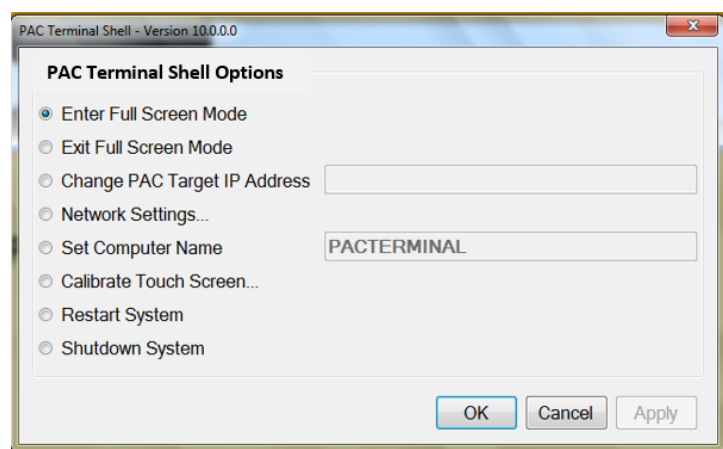 PAC Terminal Shell - Version 10.0.0.0
PAC Terminal Shell Options
Enter Full Screen Mode
Exit Full Screen Mode
Change PAC Target IP Address
Network Settings...
Set Computer Name PACTERMINAL
Calibrate Touch Screen...
Restart System
Shutdown System
OK Cancel Apply